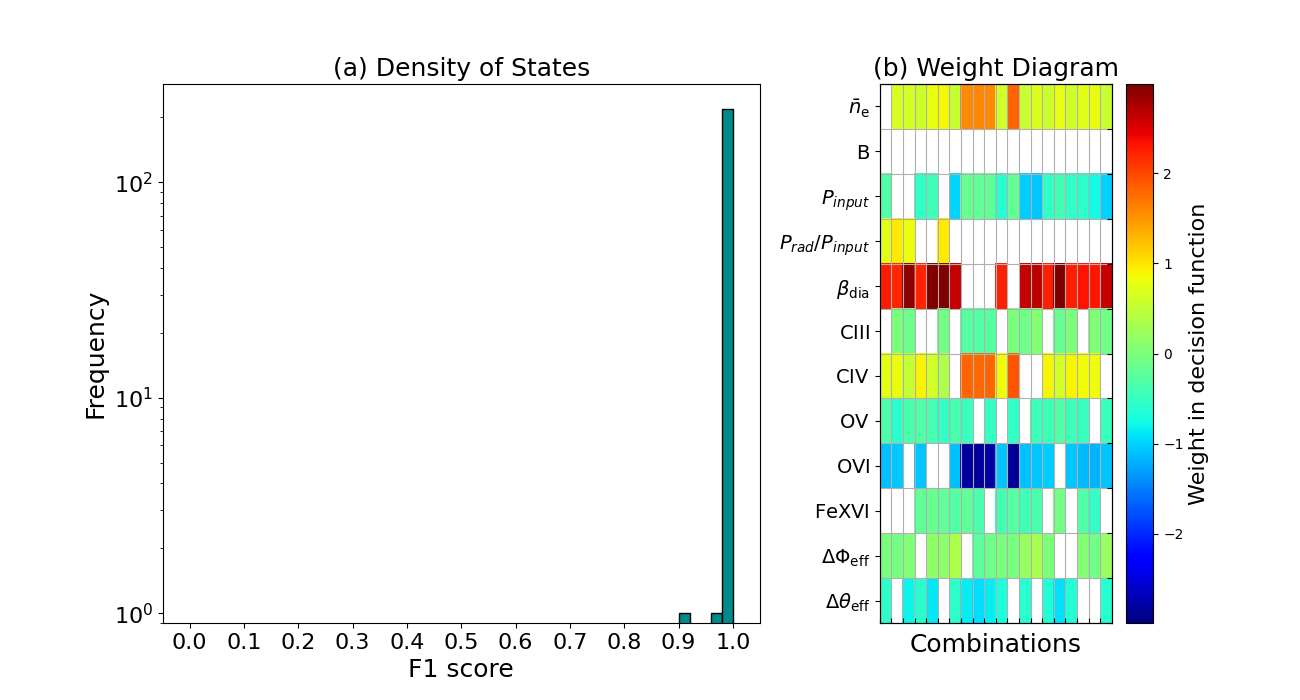 (a) Density of States
Frequency
10²
10¹
10⁰
0.0 0.1 0.2 0.3 0.4 0.5 0.6 0.7 0.8 0.9 1.0
F1 score
(b) Weight Diagram
n̄e
B
Pinput
Prad/Pinput
βdia
CIII
CIV
OV
OVI
FeXVI
ΔΦeff
Δθeff
Combinations
2
1
0
−1
−2
Weight in decision function